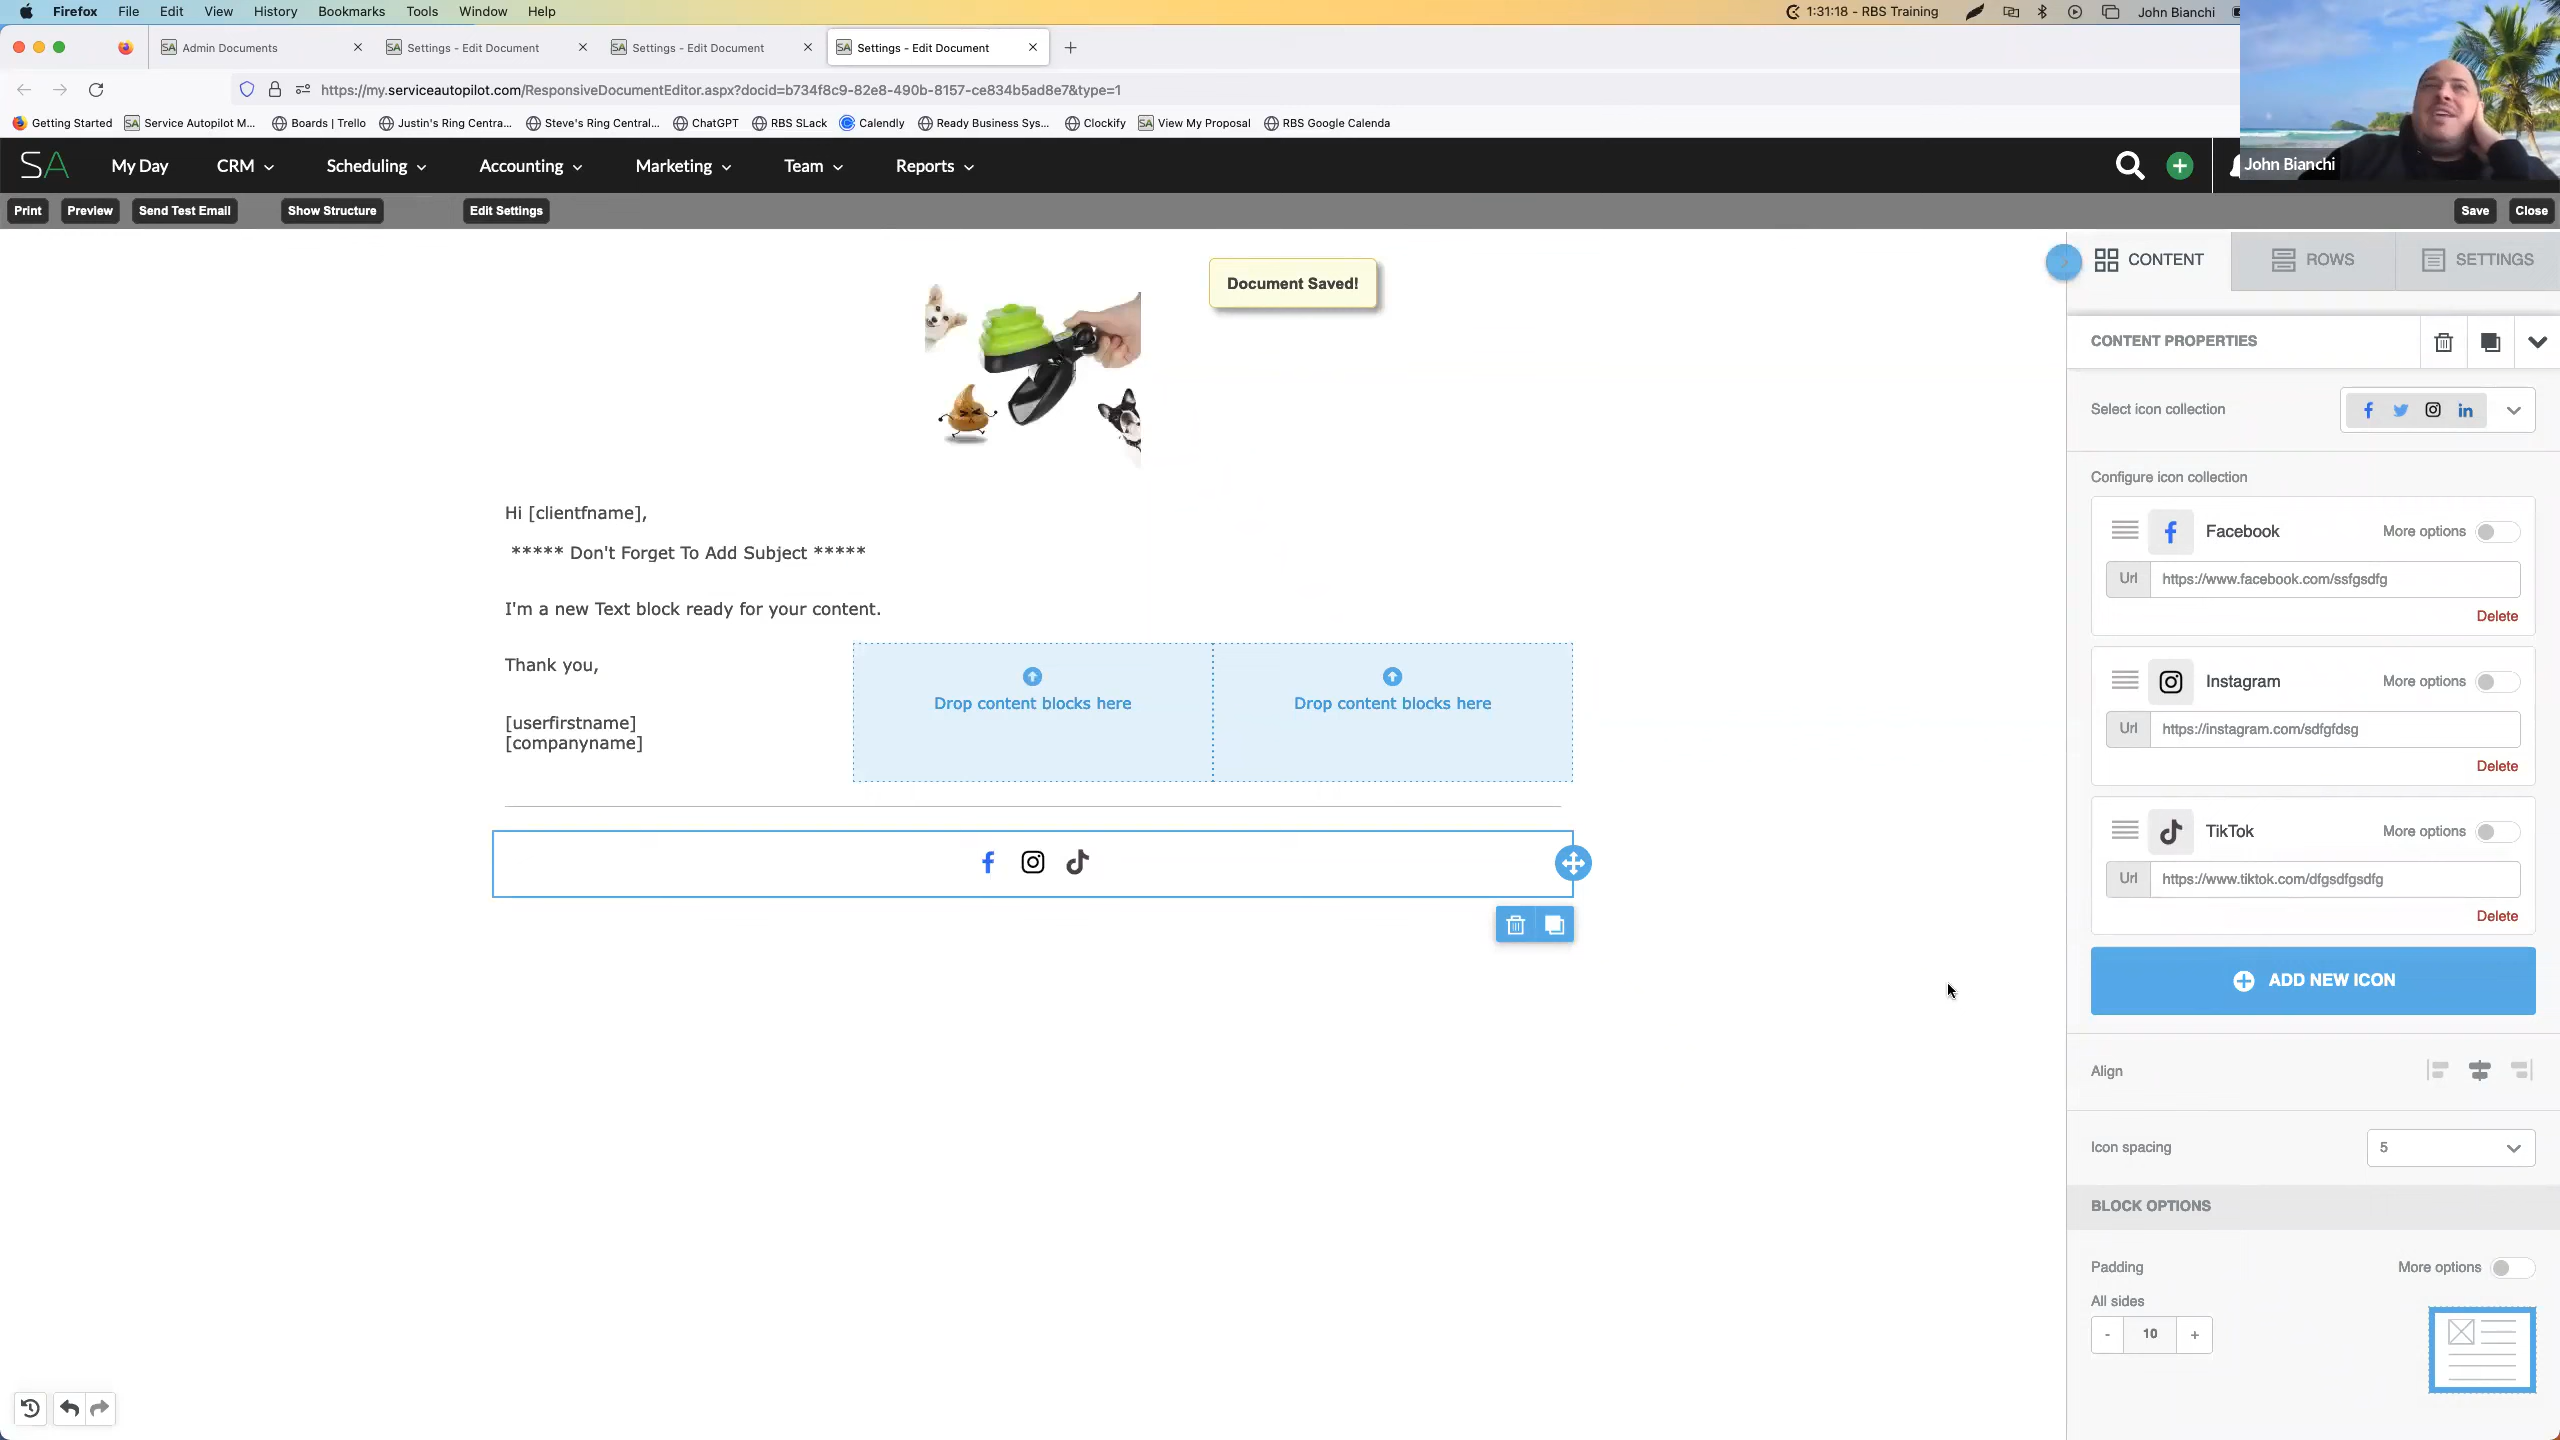 Firefox File Edit View History Bookmarks Tools Window Help
1:31:18 - RBS Training
John Bianchi
Admin Documents
Settings - Edit Document
Settings - Edit Document
Settings - Edit Document
https://my.serviceautopilot.com/ResponsiveDocumentEditor.aspx?docid=b734f8c9-82e8-490b-8157-ce834b5ad8e7&type=1
Getting Started
Service Autopilot M...
Boards | Trello
Justin's Ring Centra...
Steve's Ring Central...
ChatGPT
RBS SLack
Calendly
Ready Business Sys...
Clockify
View My Proposal
RBS Google Calenda
SA My Day CRM Scheduling Accounting Marketing Team Reports
John Bianchi
Print Preview Send Test Email Show Structure Edit Settings Save Close
CONTENT ROWS SETTINGS
Document Saved!
CONTENT PROPERTIES
Select icon collection
Configure icon collection
Facebook More options
Url https://www.facebook.com/ssfgsdfg
Delete
Instagram More options
Url https://instagram.com/sdfgfdsg
Delete
TikTok More options
Url https://www.tiktok.com/dfgsdfgsdfg
Delete
ADD NEW ICON
Align
Icon spacing 5
BLOCK OPTIONS
Padding More options
All sides
- 10 +
Hi [clientfname],
***** Don't Forget To Add Subject *****
I'm a new Text block ready for your content.
Thank you,
[userfirstname]
[companyname]
Drop content blocks here
Drop content blocks here